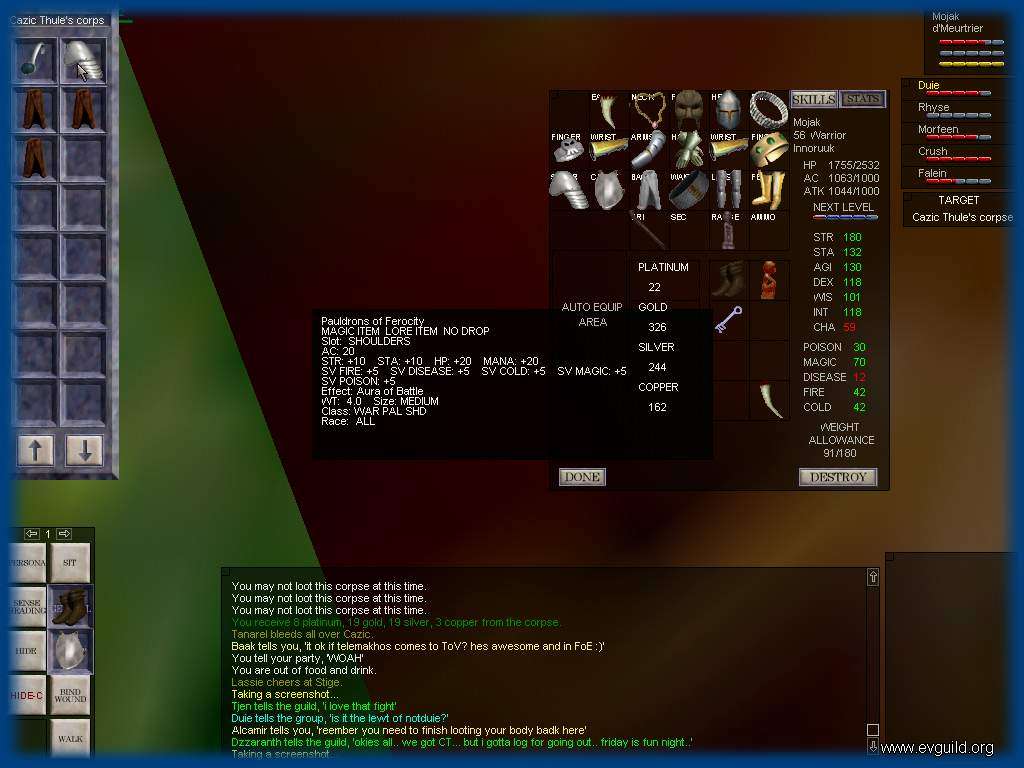 Cazic Thule's corps
Mojak
d'Meurtrier
Duie
Rhyse
Morfeen
Crush
Falein
TARGET
Cazic Thule's corpse
SKILLS STATS
FINGER WRIST ARMS WRIST
PRI SEC RANGE AMMO
Mojak
56 Warrior
Innoruuk
HP 1755/2532
AC 1063/1000
ATK 1044/1000
NEXT LEVEL
STR 180
STA 132
AGI 130
DEX 118
WIS 101
INT 118
CHA 59
POISON 30
MAGIC 70
DISEASE 12
FIRE 42
COLD 42
WEIGHT
ALLOWANCE
91/180
DESTROY
PLATINUM
22
GOLD
326
SILVER
244
COPPER
162
AUTO EQUIP
AREA
DONE
Pauldrons of Ferocity
MAGIC ITEM LORE ITEM NO DROP
Slot: SHOULDERS
AC: 20
STR: +10 STA: +10 HP: +20 MANA: +20
SV FIRE: +5 SV DISEASE: +5 SV COLD: +5 SV MAGIC: +5
SV POISON: +5
Effect: Aura of Battle
WT: 4.0 Size: MEDIUM
Class: WAR PAL SHD
Race: ALL
1
PERSONA SIT
SENSE
HEADING
HIDE
HIDE-C BIND
WOUND
WALK
You may not loot this corpse at this time.
You may not loot this corpse at this time.
You may not loot this corpse at this time.
You receive 8 platinum, 19 gold, 19 silver, 3 copper from the corpse.
Tanarel bleeds all over Cazic.
Baak tells you, 'it ok if telemakhos comes to ToV? hes awesome and in FoE :)'
You tell your party, 'WOAH'
You are out of food and drink.
Lassie cheers at Stige.
Taking a screenshot...
Tjen tells the guild, 'i love that fight'
Duie tells the group, 'is it the lewt of notduie?'
Alcamir tells you, 'reember you need to finish looting your body badk here'
Dzzaranth tells the guild, 'okies all.. we got CT... but i gotta log for going out.. friday is fun night..'
Taking a screenshot...
www.evguild.org